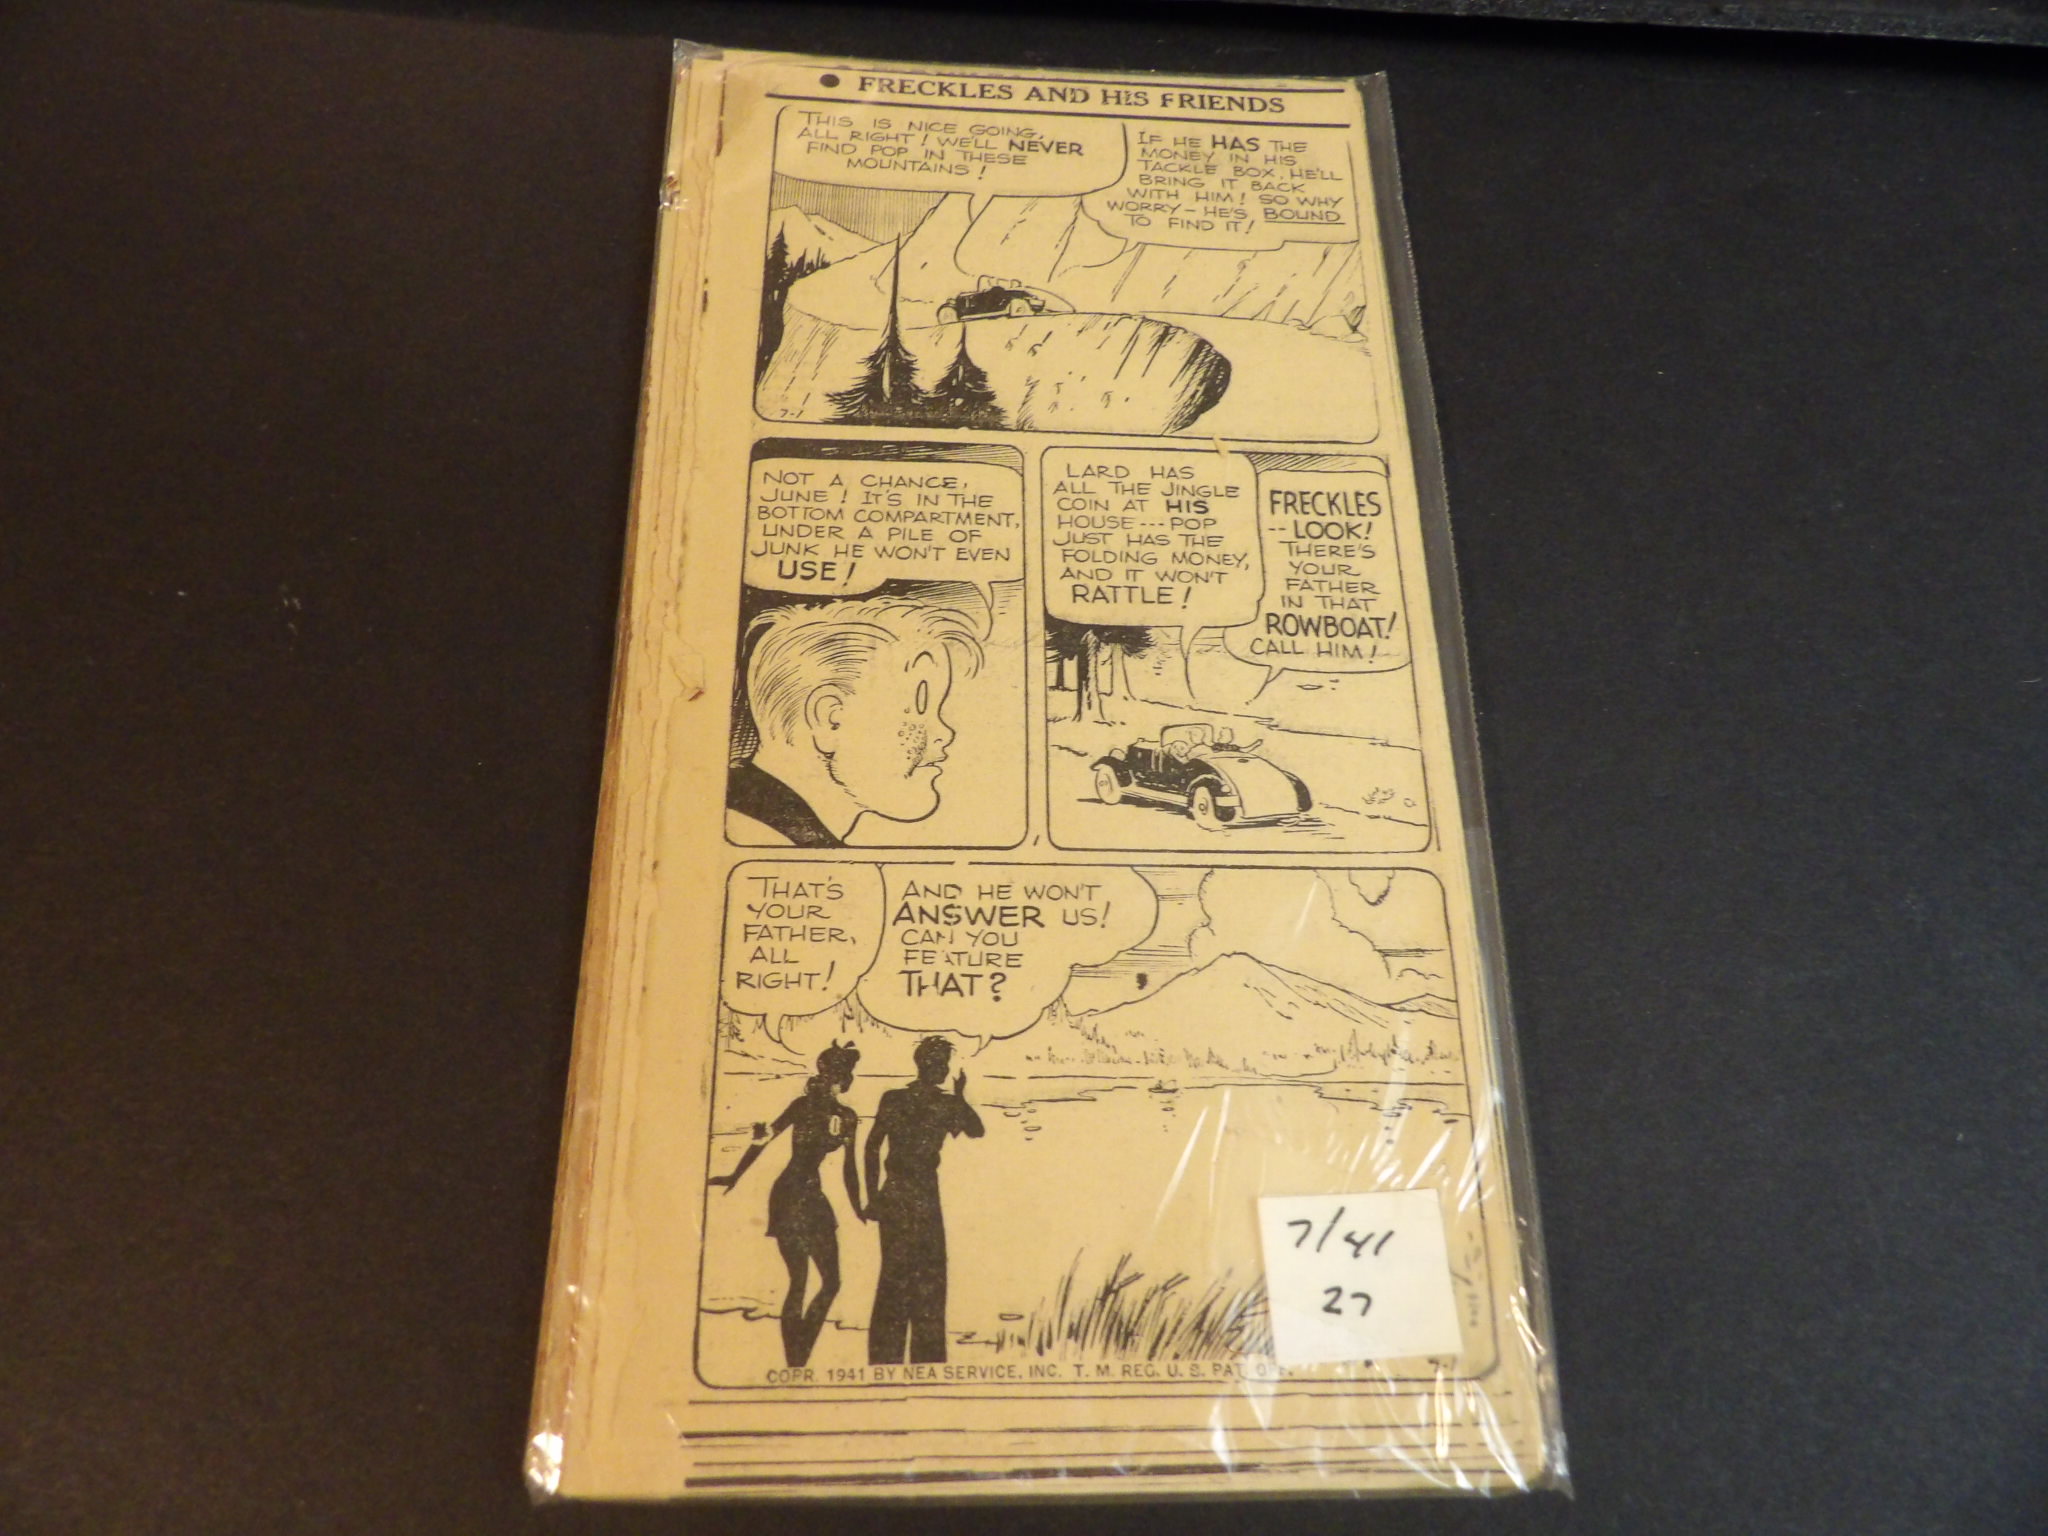 ● FRECKLES AND HIS FRIENDS
THIS IS NICE GOING,
ALL RIGHT! WE'LL NEVER
FIND POP IN THESE
MOUNTAINS!
IF HE HAS THE
MONEY IN HIS
TACKLE BOX, HE'LL
BRING IT BACK
WITH HIM! SO WHY
WORRY - HE'S BOUND
TO FIND IT!
7-1
NOT A CHANCE,
JUNE! IT'S IN THE
BOTTOM COMPARTMENT,
UNDER A PILE OF
JUNK HE WON'T EVEN
USE!
LARD HAS
ALL THE JINGLE
COIN AT HIS
HOUSE --- POP
JUST HAS THE
FOLDING MONEY,
AND IT WON'T
RATTLE!
FRECKLES
-- LOOK!
THERE'S
YOUR
FATHER
IN THAT
ROWBOAT!
CALL HIM!
THAT'S
YOUR
FATHER,
ALL
RIGHT!
AND HE WON'T
ANSWER US!
CAN YOU
FEATURE
THAT?
7/41
27
COPR. 1941 BY NEA SERVICE, INC. T. M. REG. U. S. PAT. OFF.
7-1